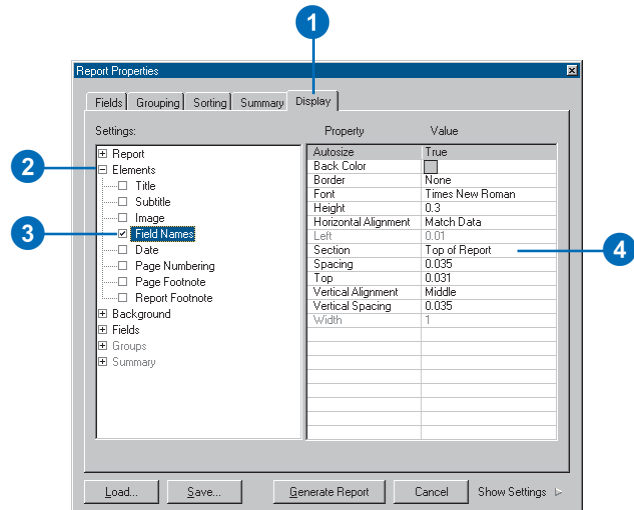 1
Report Properties
Fields Grouping Sorting Summary Display
Settings:
Property Value
2
3
4
Report
Elements
Title
Subtitle
Image
Field Names
Date
Page Numbering
Page Footnote
Report Footnote
Background
Fields
Groups
Summary
Autosize True
Back Color
Border None
Font Times New Roman
Height 0.3
Horizontal Alignment Match Data
Left 0.01
Section Top of Report
Spacing 0.035
Top 0.031
Vertical Alignment Middle
Vertical Spacing 0.035
Width 1
Load... Save... Generate Report Cancel Show Settings